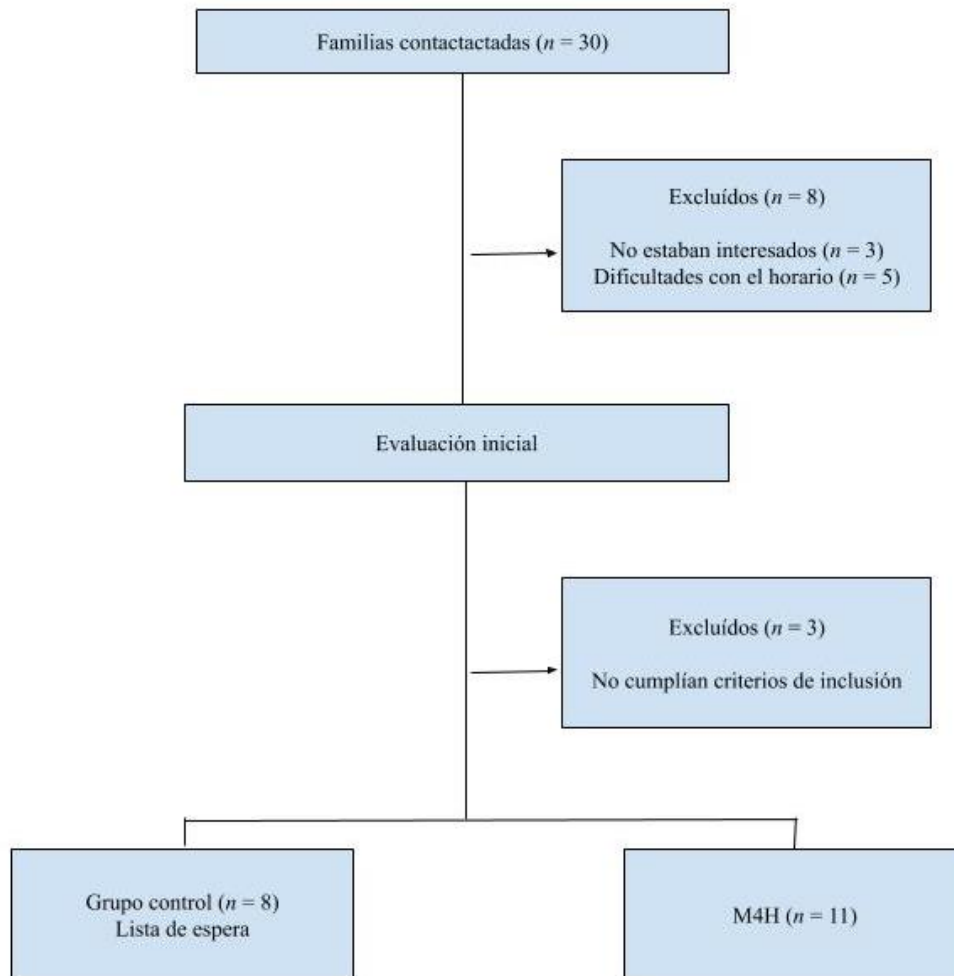 Familias contactactadas (n = 30)
Excluídos (n = 8)
No estaban interesados (n = 3)
Dificultades con el horario (n = 5)
Evaluación inicial
Excluídos (n = 3)
No cumplían criterios de inclusión
Grupo control (n = 8)
Lista de espera
M4H (n = 11)